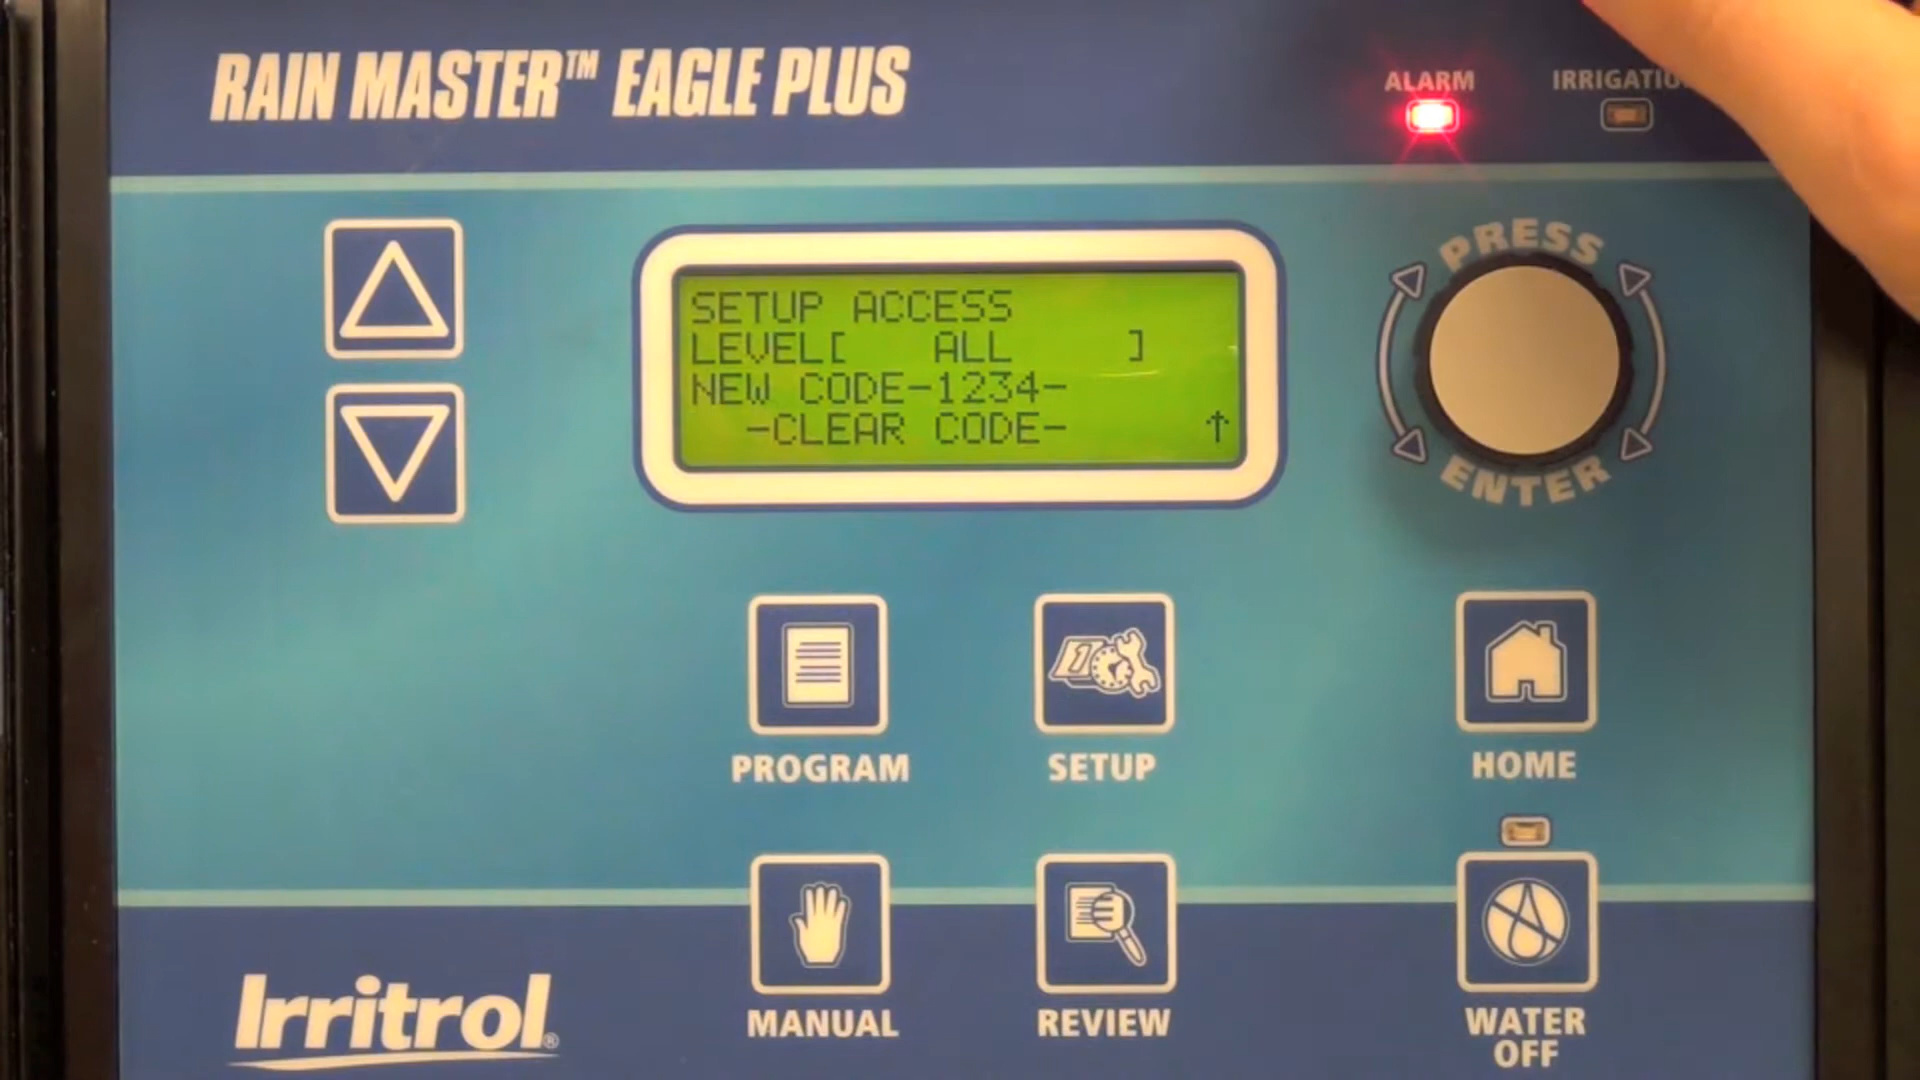 RAIN MASTER™ EAGLE PLUS
ALARM
PRESS
SETUP ACCESS
LEVEL[ ALL ]
NEW CODE-1234-
-CLEAR CODE- ↑
ENTER
PROGRAM
SETUP
HOME
MANUAL
REVIEW
WATER
OFF
Irritrol®